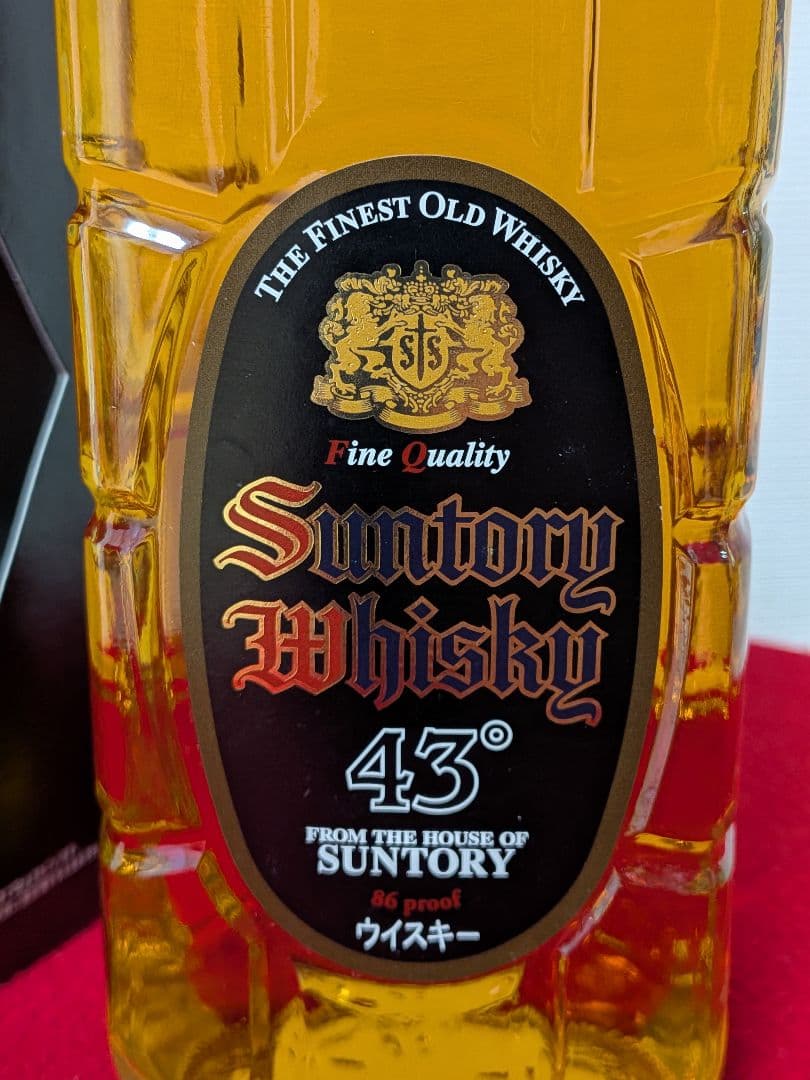 THE FINEST OLD WHISKY
SS
Fine Quality
Suntory
Whisky
43°
FROM THE HOUSE OF
SUNTORY
86 proof
ウイスキー